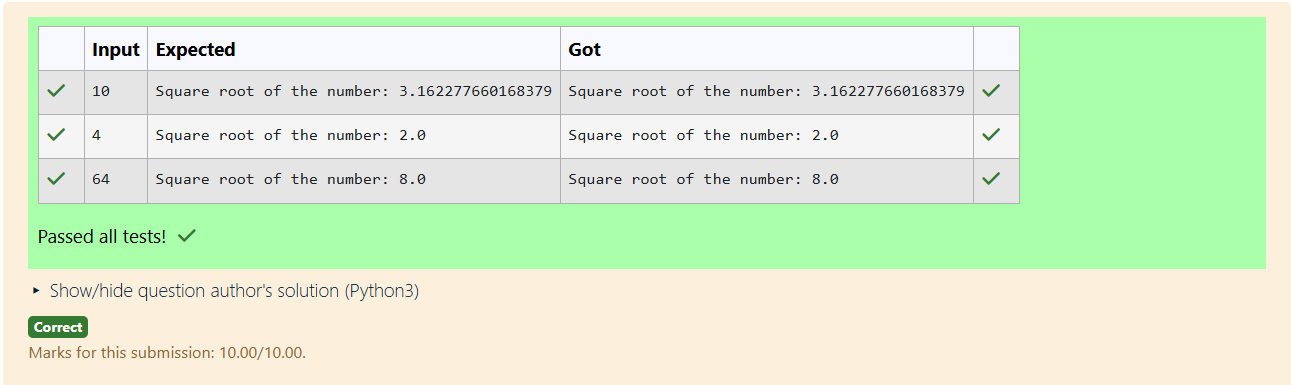 Input Expected Got
10 Square root of the number: 3.162277660168379 Square root of the number: 3.162277660168379
4 Square root of the number: 2.0 Square root of the number: 2.0
64 Square root of the number: 8.0 Square root of the number: 8.0
Passed all tests!
Show/hide question author's solution (Python3)
Correct
Marks for this submission: 10.00/10.00.